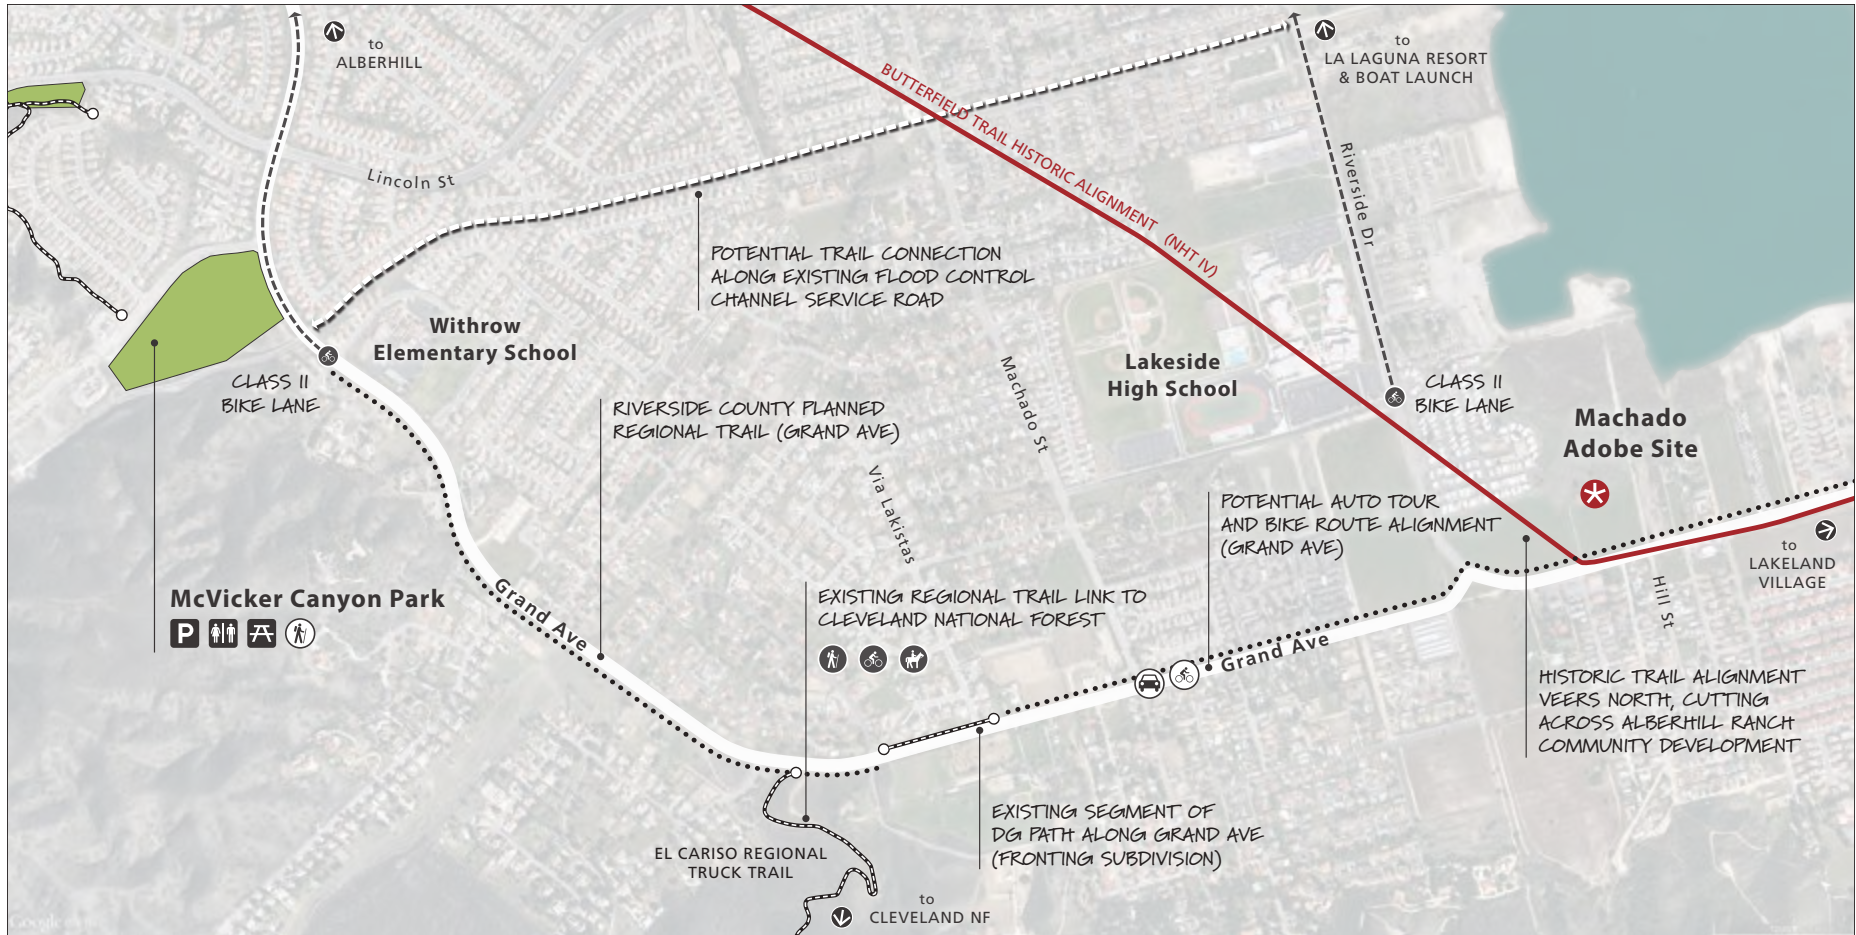 to
ALBERHILL
to
LA LAGUNA RESORT
& BOAT LAUNCH
BUTTERFIELD TRAIL HISTORIC ALIGNMENT (NHT IV)
Lincoln St
Riverside Dr
POTENTIAL TRAIL CONNECTION
ALONG EXISTING FLOOD CONTROL
CHANNEL SERVICE ROAD
Withrow
Elementary School
CLASS II
BIKE LANE
Lakeside
High School
Machado St
CLASS II
BIKE LANE
Machado
Adobe Site
RIVERSIDE COUNTY PLANNED
REGIONAL TRAIL (GRAND AVE)
Via Lakistas
POTENTIAL AUTO TOUR
AND BIKE ROUTE ALIGNMENT
(GRAND AVE)
to
LAKELAND
VILLAGE
McVicker Canyon Park
P
Grand Ave
EXISTING REGIONAL TRAIL LINK TO
CLEVELAND NATIONAL FOREST
Grand Ave
Hill St
HISTORIC TRAIL ALIGNMENT
VEERS NORTH, CUTTING
ACROSS ALBERHILL RANCH
COMMUNITY DEVELOPMENT
EXISTING SEGMENT OF
DG PATH ALONG GRAND AVE
(FRONTING SUBDIVISION)
EL CARISO REGIONAL
TRUCK TRAIL
to
CLEVELAND NF